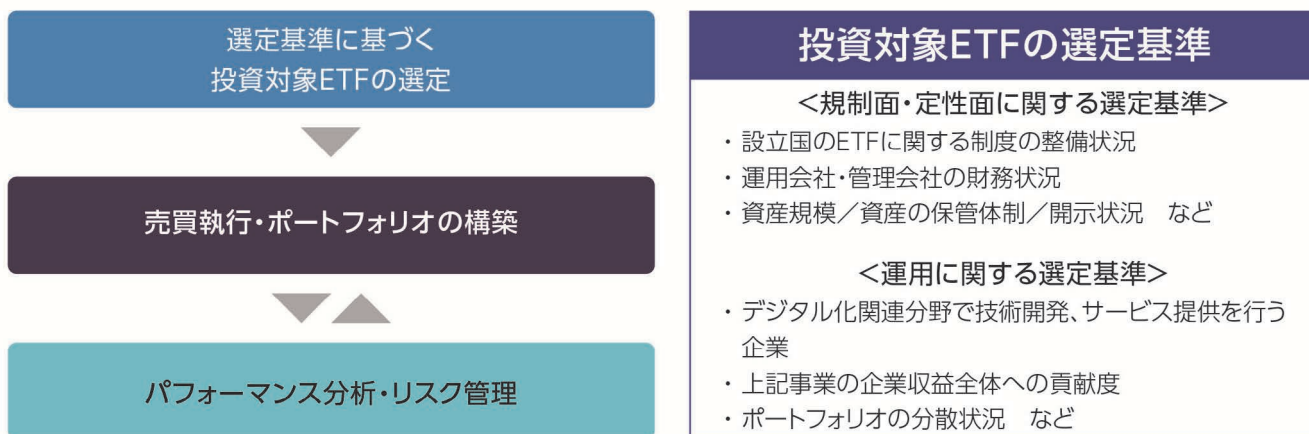 選定基準に基づく
投資対象ETFの選定
売買執行・ポートフォリオの構築
パフォーマンス分析・リスク管理
投資対象ETFの選定基準
＜規制面・定性面に関する選定基準＞
・設立国のETFに関する制度の整備状況
・運用会社・管理会社の財務状況
・資産規模／資産の保管体制／開示状況　など
＜運用に関する選定基準＞
・デジタル化関連分野で技術開発、サービス提供を行う
企業
・上記事業の企業収益全体への貢献度
・ポートフォリオの分散状況　など